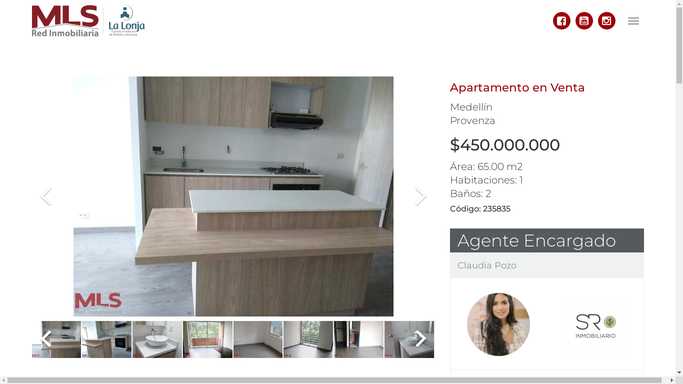 MLS
Red Inmobiliaria
La Lonja
Apartamento en Venta
Medellín
Provenza
$450.000.000
Área: 65.00 m2
Habitaciones: 1
Baños: 2
Código: 235835
MLS
Agente Encargado
Claudia Pozo
SR
INMOBILIARIO